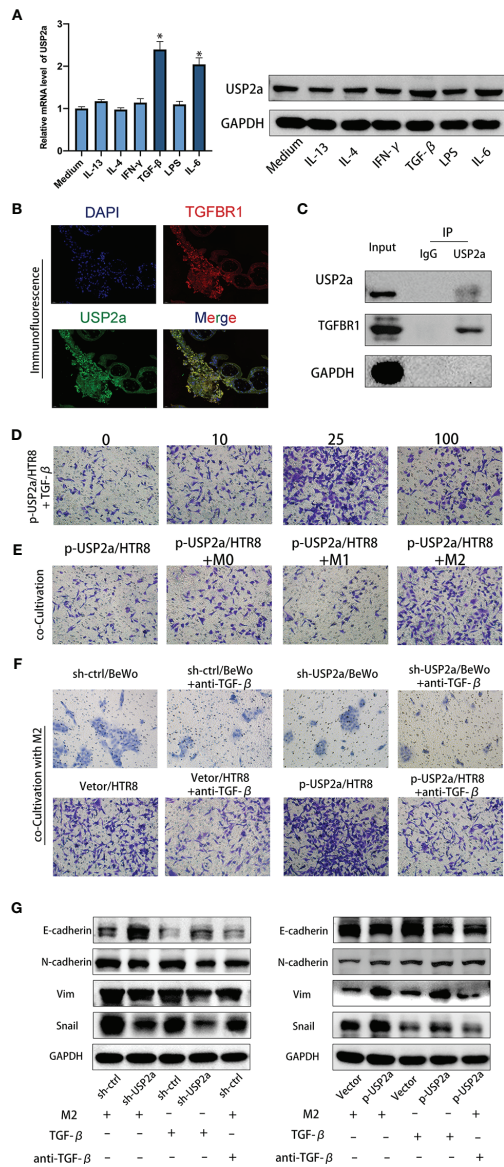 A
Relative mRNA level of USP2a
3
2
1
0
*
*
Medium
IL-13
IL-4
IFN-γ
TGF-β
LPS
IL-6
USP2a
GAPDH
Medium
IL-13
IL-4
IFN-γ
TGF-β
LPS
IL-6
B
Immunofluorescence
DAPI
TGFBR1
USP2a
Merge
C
IP
Input
IgG
USP2a
USP2a
TGFBR1
GAPDH
D
p-USP2a/HTR8
+ TGF-β
0
10
25
100
E
co-Cultivation
p-USP2a/HTR8
p-USP2a/HTR8
+M0
p-USP2a/HTR8
+M1
p-USP2a/HTR8
+M2
F
co-Cultivation with M2
sh-ctrl/BeWo
sh-ctrl/BeWo
+anti-TGF-β
sh-USP2a/BeWo
sh-USP2a/BeWo
+anti-TGF-β
Vetor/HTR8
Vetor/HTR8
+anti-TGF-β
p-USP2a/HTR8
p-USP2a/HTR8
+anti-TGF-β
G
E-cadherin
N-cadherin
Vim
Snail
GAPDH
sh-ctrl
sh-USP2a
sh-ctrl
sh-USP2a
sh-ctrl
M2 + + − − +
TGF-β − − + + −
anti-TGF-β − − − − +
E-cadherin
N-cadherin
Vim
Snail
GAPDH
Vector
p-USP2a
Vector
p-USP2a
p-USP2a
M2 + + − − +
TGF-β − − + + −
anti-TGF-β − − − − +